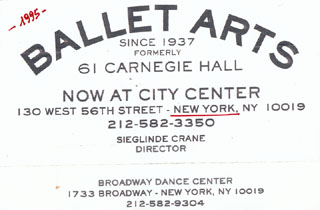 - 1995 -
BALLET ARTS
SINCE 1937
FORMERLY
61 CARNEGIE HALL
NOW AT CITY CENTER
130 WEST 56TH STREET - NEW YORK, NY 10019
212-582-3350
SIEGLINDE CRANE
DIRECTOR
BROADWAY DANCE CENTER
1733 BROADWAY - NEW YORK, NY 10019
212-582-9304